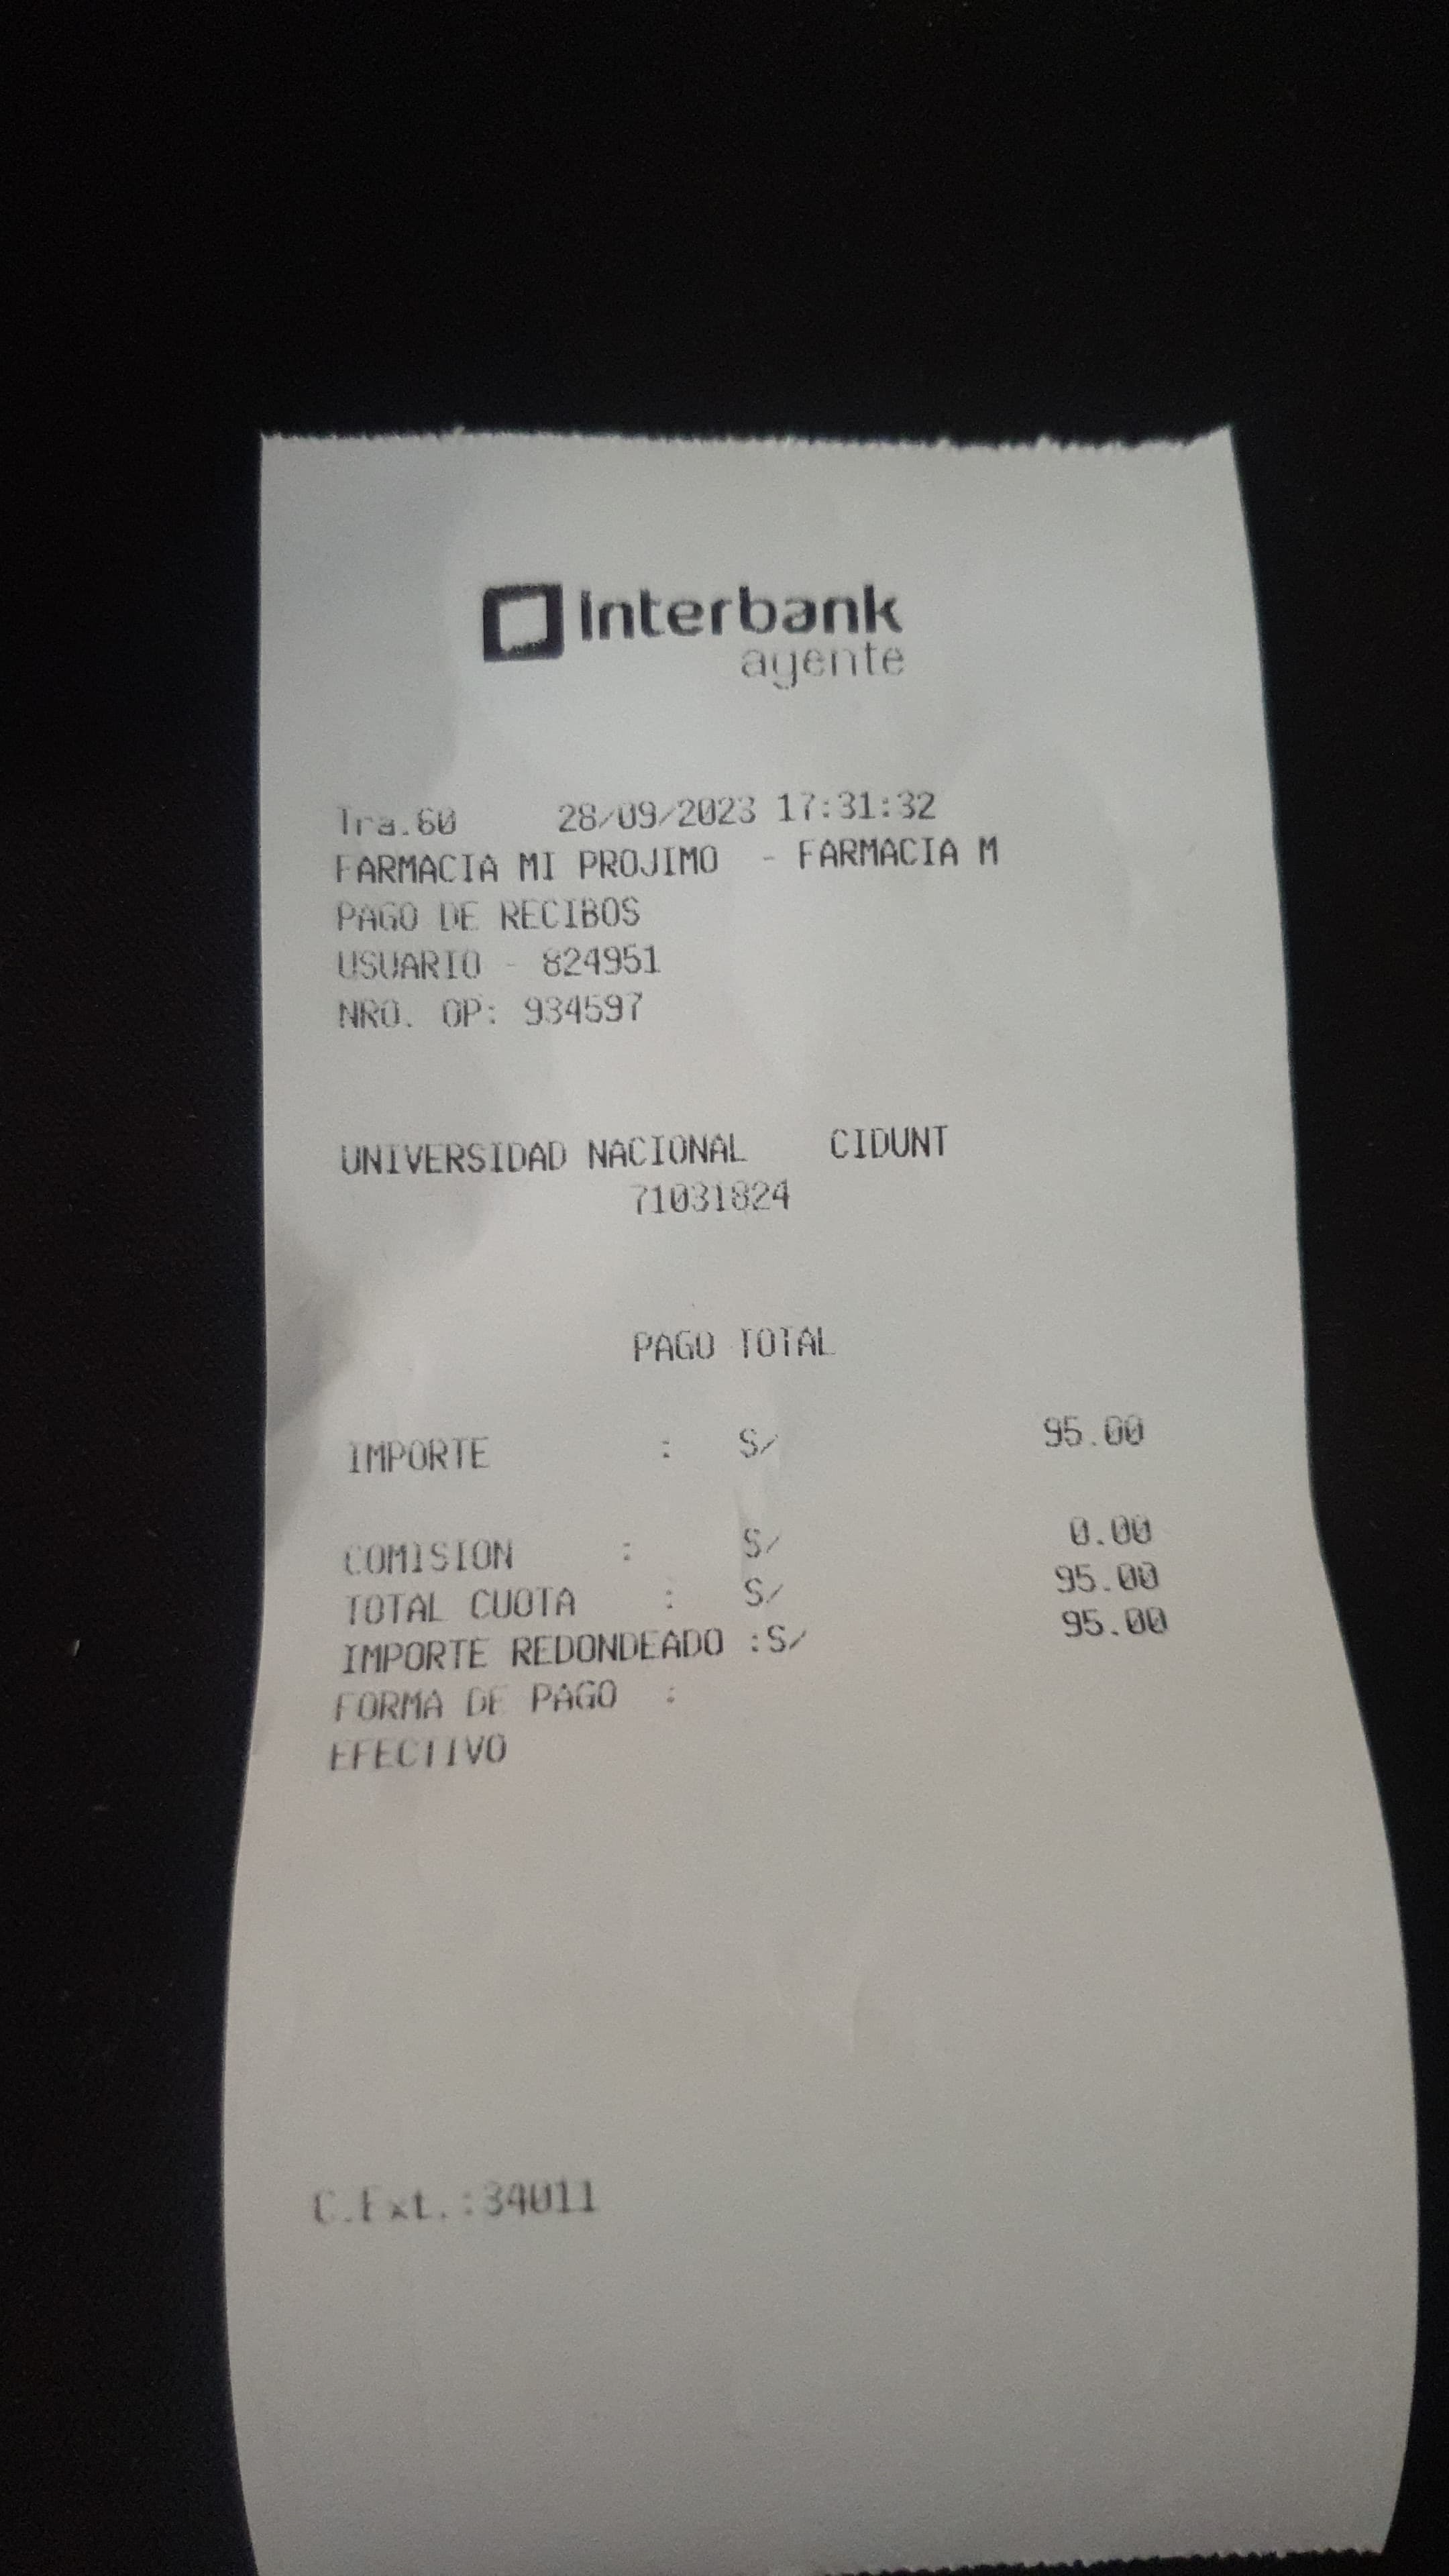 Interbank
agente
Tra.60 28/09/2023 17:31:32
FARMACIA MI PROJIMO - FARMACIA M
PAGO DE RECIBOS
USUARIO - 824951
NRO. OP: 934597
UNIVERSIDAD NACIONAL CIDUNT
71031824
PAGO TOTAL
IMPORTE : S/ 95.00
COMISION : S/ 0.00
TOTAL CUOTA : S/ 95.00
IMPORTE REDONDEADO :S/ 95.00
FORMA DE PAGO :
EFECTIVO
C.Ext.:34011